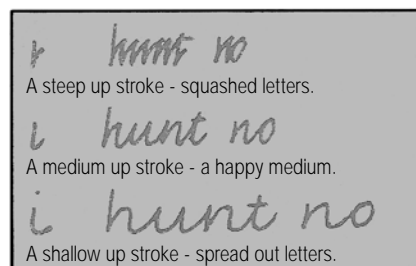 i hunt no
A steep up stroke - squashed letters.
i hunt no
A medium up stroke - a happy medium.
i hunt no
A shallow up stroke - spread out letters.